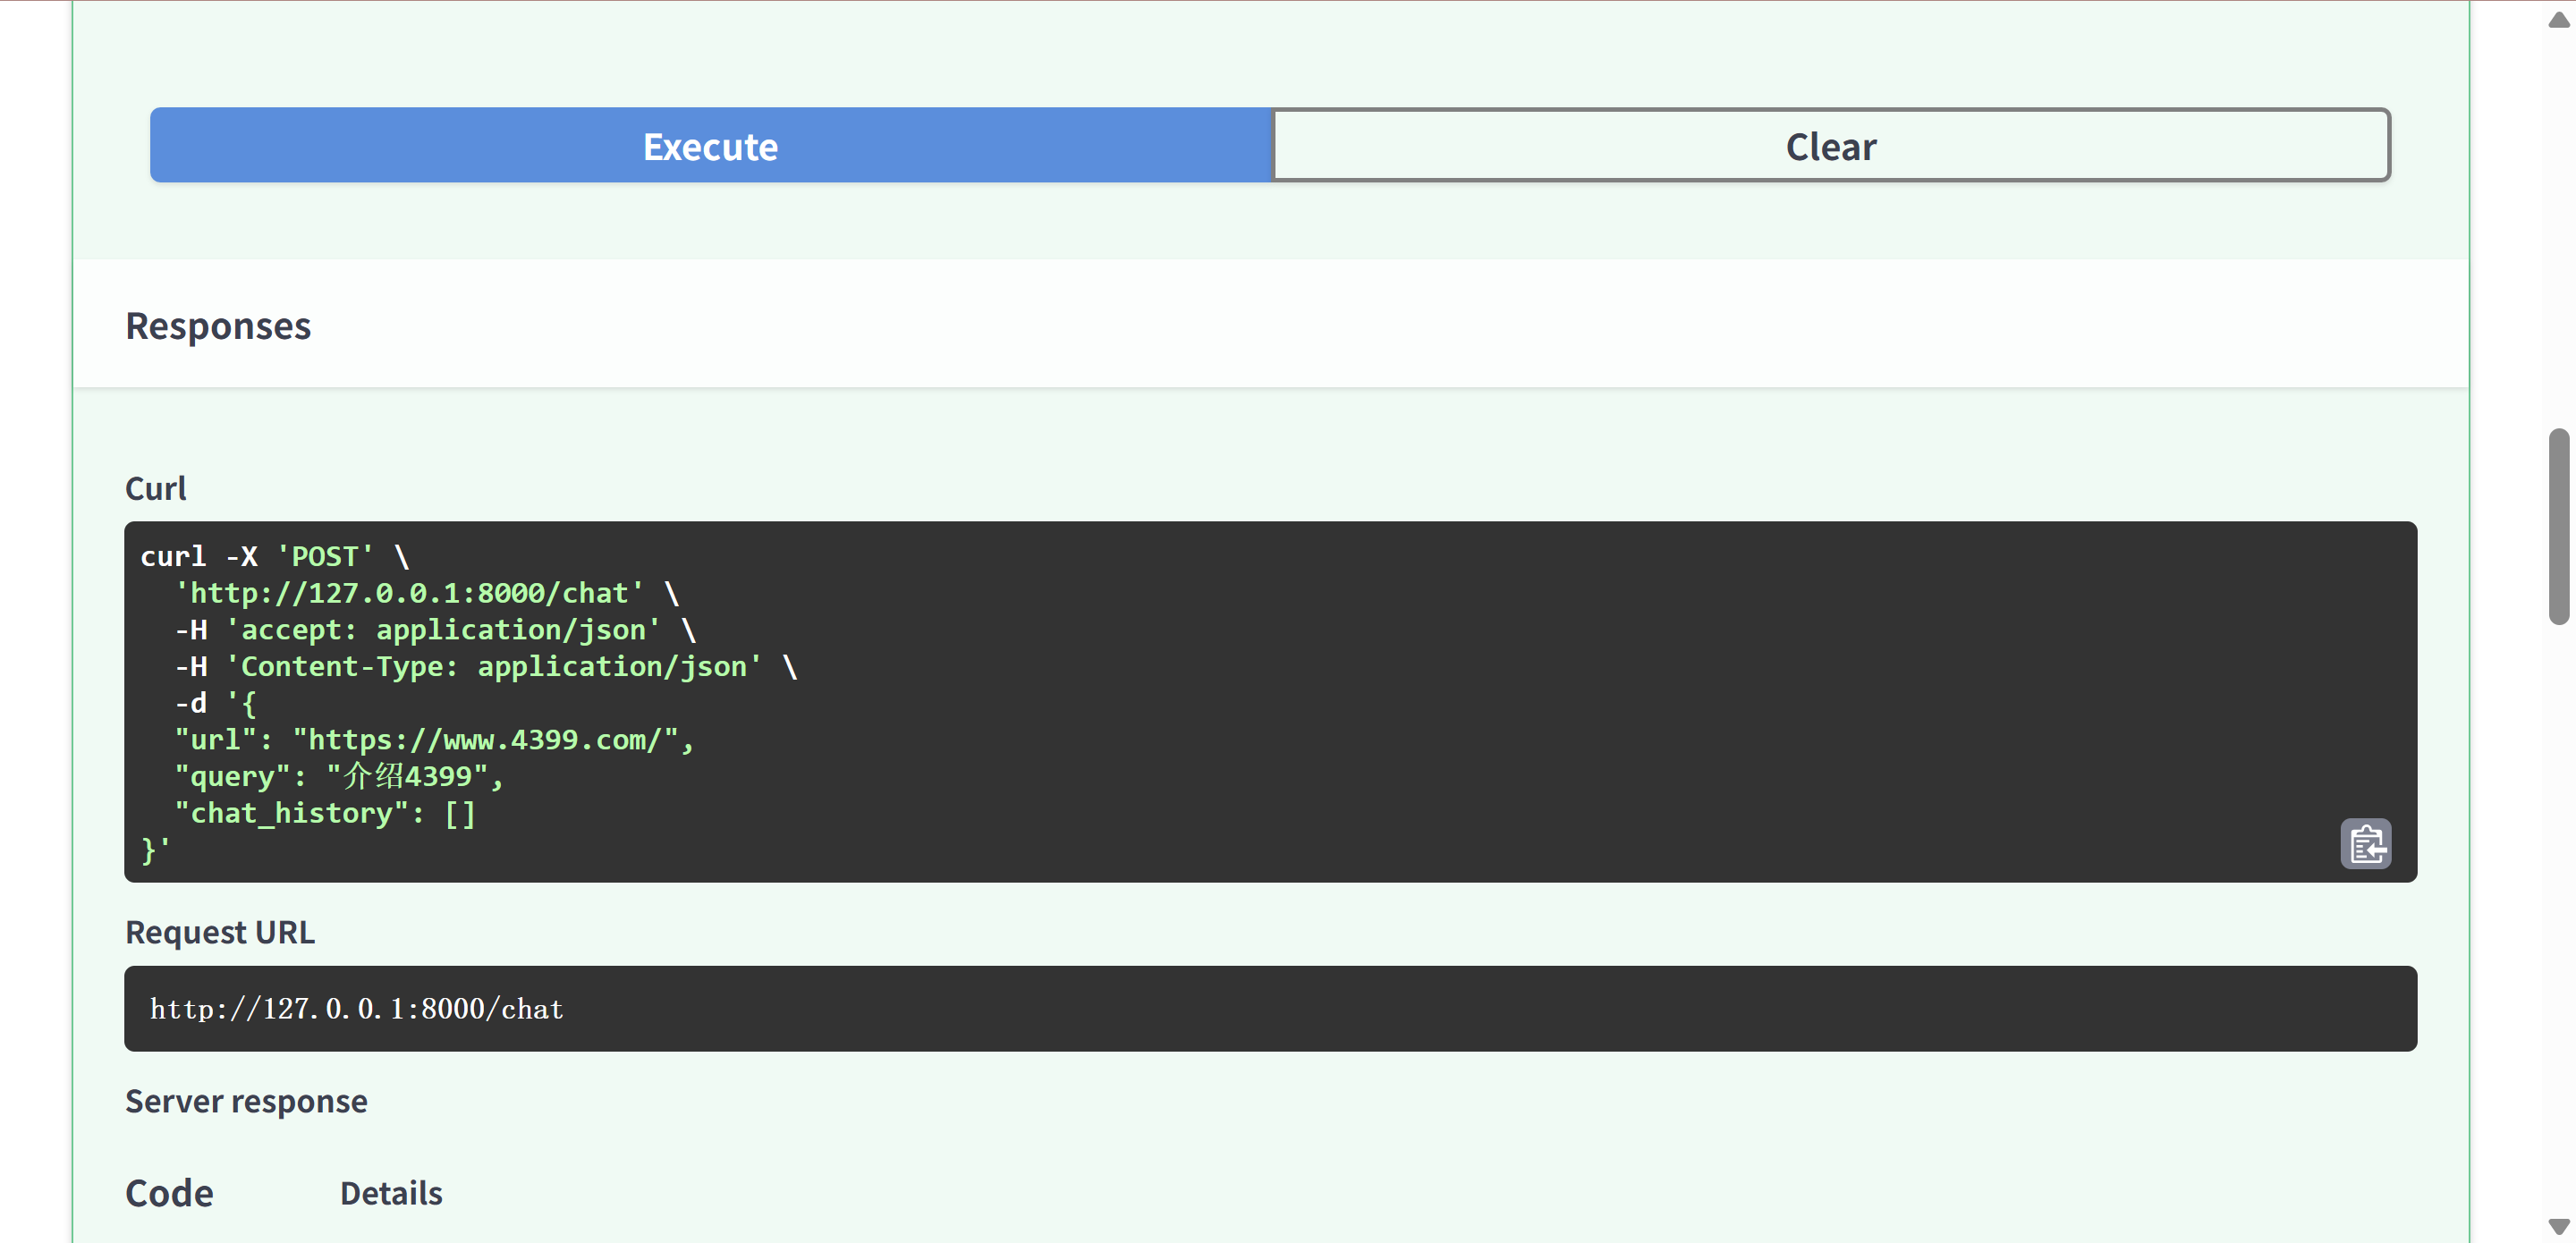 Execute
Clear
Responses
Curl
curl -X 'POST' \
  'http://127.0.0.1:8000/chat' \
  -H 'accept: application/json' \
  -H 'Content-Type: application/json' \
  -d '{
  "url": "https://www.4399.com/",
  "query": "介绍4399",
  "chat_history": []
}'
Request URL
http://127.0.0.1:8000/chat
Server response
Code
Details